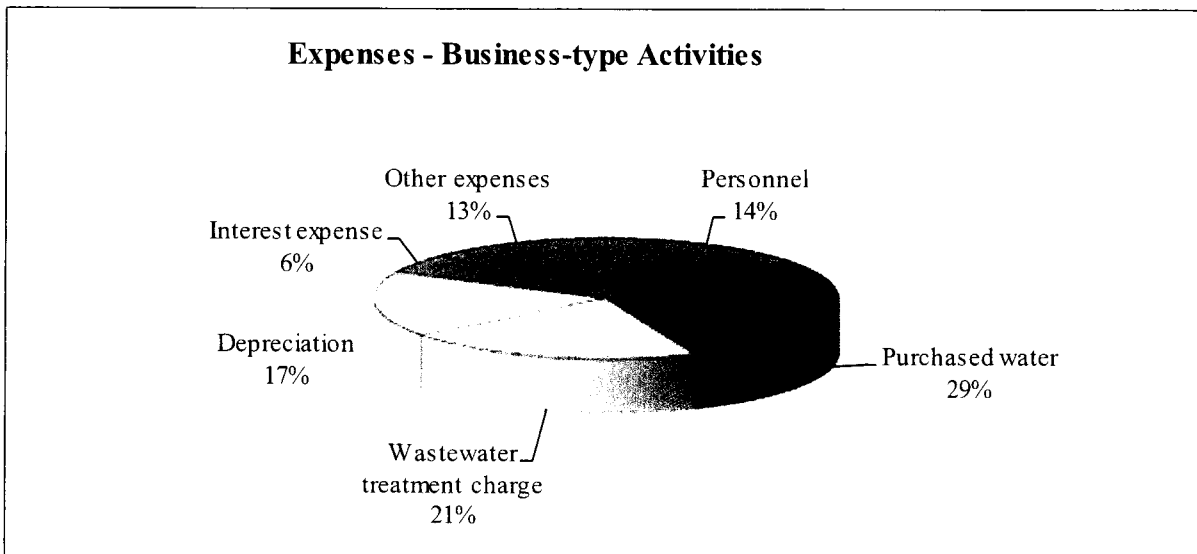 Expenses - Business-type Activities
Other expenses
13%
Personnel
14%
Interest expense
6%
Depreciation
17%
Purchased water
29%
Wastewater
treatment charge
21%